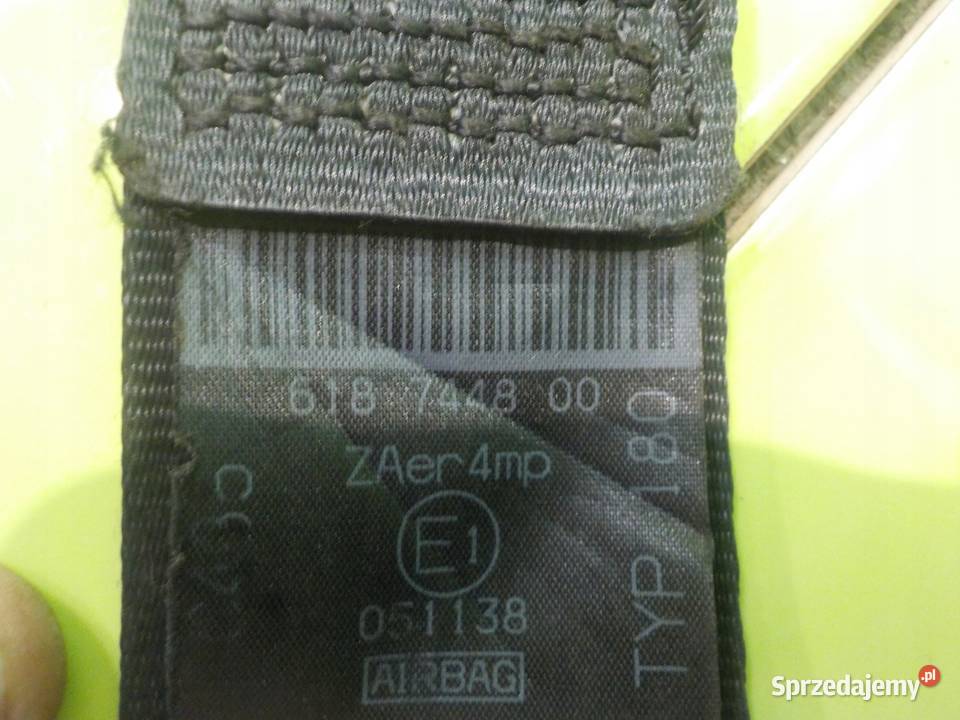 618 7448 00
ZAer4mp
E1
051138
AIRBAG
TYP 180
Sprzedajemy.pl